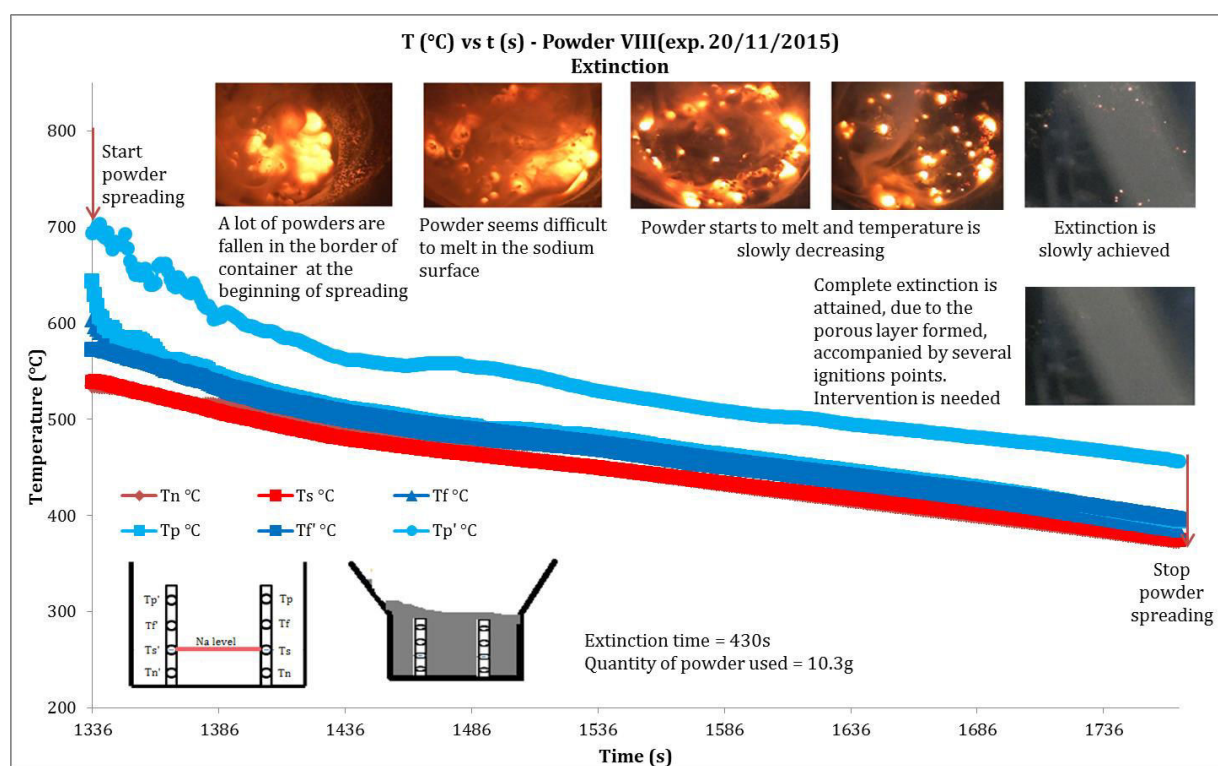 T (°C) vs t (s) - Powder VIII(exp. 20/11/2015)
Extinction
800
700
600
500
400
300
200
Temperature (°C)
Start
powder
spreading
A lot of powders are
fallen in the border of
container at the
beginning of spreading
Powder seems difficult
to melt in the sodium
surface
Powder starts to melt and temperature is
slowly decreasing
Extinction is
slowly achieved
Complete extinction is
attained, due to the
porous layer formed,
accompanied by several
ignitions points.
Intervention is needed
Tn °C
Ts °C
Tf °C
Tp °C
Tf' °C
Tp' °C
Stop
powder
spreading
Tp'
Tp
Tf'
Tf
Na level
Ts'
Ts
Tn'
Tn
Extinction time = 430s
Quantity of powder used = 10.3g
1336
1386
1436
1486
1536
1586
1636
1686
1736
Time (s)